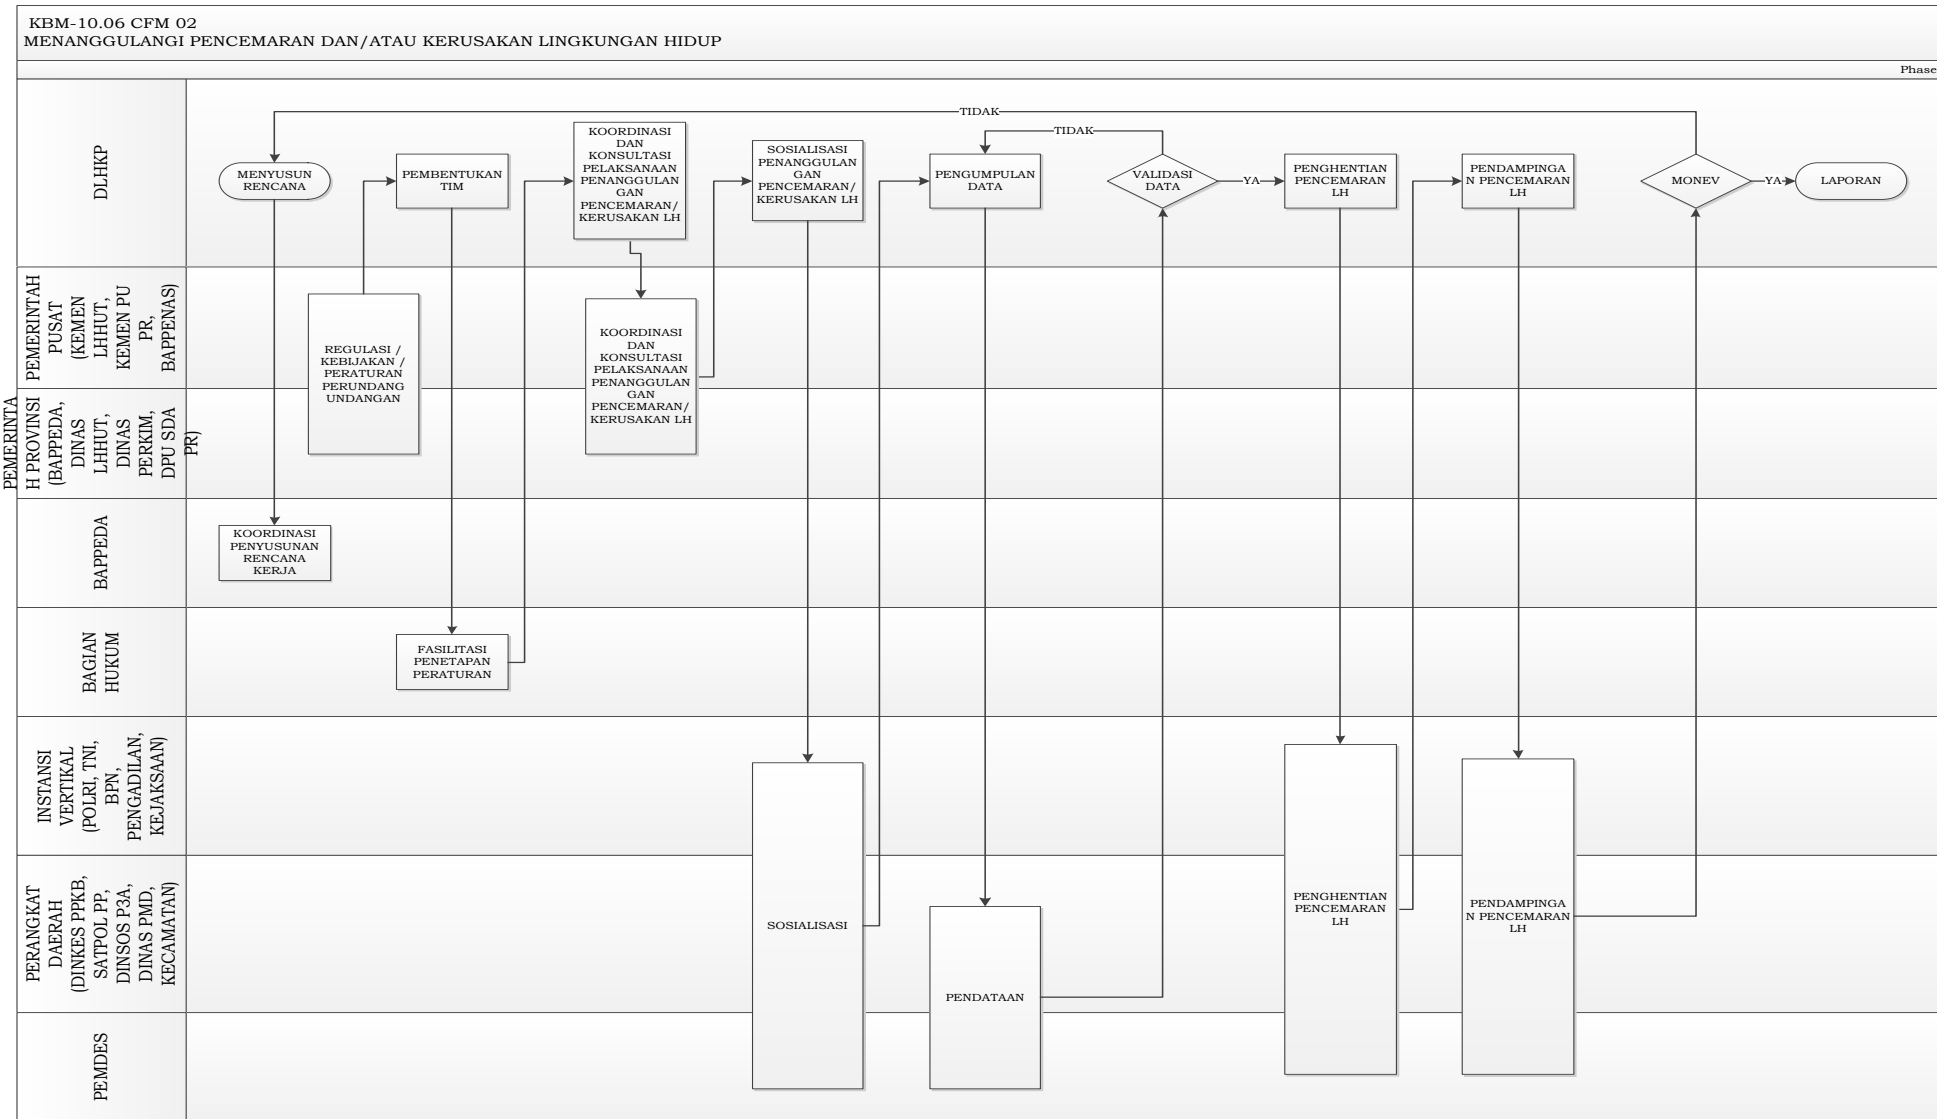 KBM-10.06 CFM 02
MENANGGULANGI PENCEMARAN DAN/ATAU KERUSAKAN LINGKUNGAN HIDUP
Phase
DLHKP
TIDAK
TIDAK
MENYUSUN
RENCANA
PEMBENTUKAN
TIM
KOORDINASI
DAN
KONSULTASI
PELAKSANAAN
PENANGGULAN
GAN
PENCEMARAN/
KERUSAKAN LH
SOSIALISASI
PENANGGULAN
GAN
PENCEMARAN/
KERUSAKAN LH
PENGUMPULAN
DATA
VALIDASI
DATA
YA
PENGHENTIAN
PENCEMARAN
LH
PENDAMPINGA
N PENCEMARAN
LH
MONEV
YA
LAPORAN
PEMERINTAH
PUSAT
(KEMEN
LHHUT,
KEMEN PU
PR,
BAPPENAS)
REGULASI /
KEBIJAKAN /
PERATURAN
PERUNDANG
UNDANGAN
KOORDINASI
DAN
KONSULTASI
PELAKSANAAN
PENANGGULAN
GAN
PENCEMARAN/
KERUSAKAN LH
PEMERINTA
H PROVINSI
(BAPPEDA,
DINAS
LHHUT,
DINAS
PERKIM,
DPU SDA
PR)
BAPPEDA
KOORDINASI
PENYUSUNAN
RENCANA
KERJA
BAGIAN
HUKUM
FASILITASI
PENETAPAN
PERATURAN
INSTANSI
VERTIKAL
(POLRI, TNI,
BPN,
PENGADILAN,
KEJAKSAAN)
PERANGKAT
DAERAH
(DINKES PPKB,
SATPOL PP,
DINSOS P3A,
DINAS PMD,
KECAMATAN)
SOSIALISASI
PENDATAAN
PENGHENTIAN
PENCEMARAN
LH
PENDAMPINGA
N PENCEMARAN
LH
PEMDES